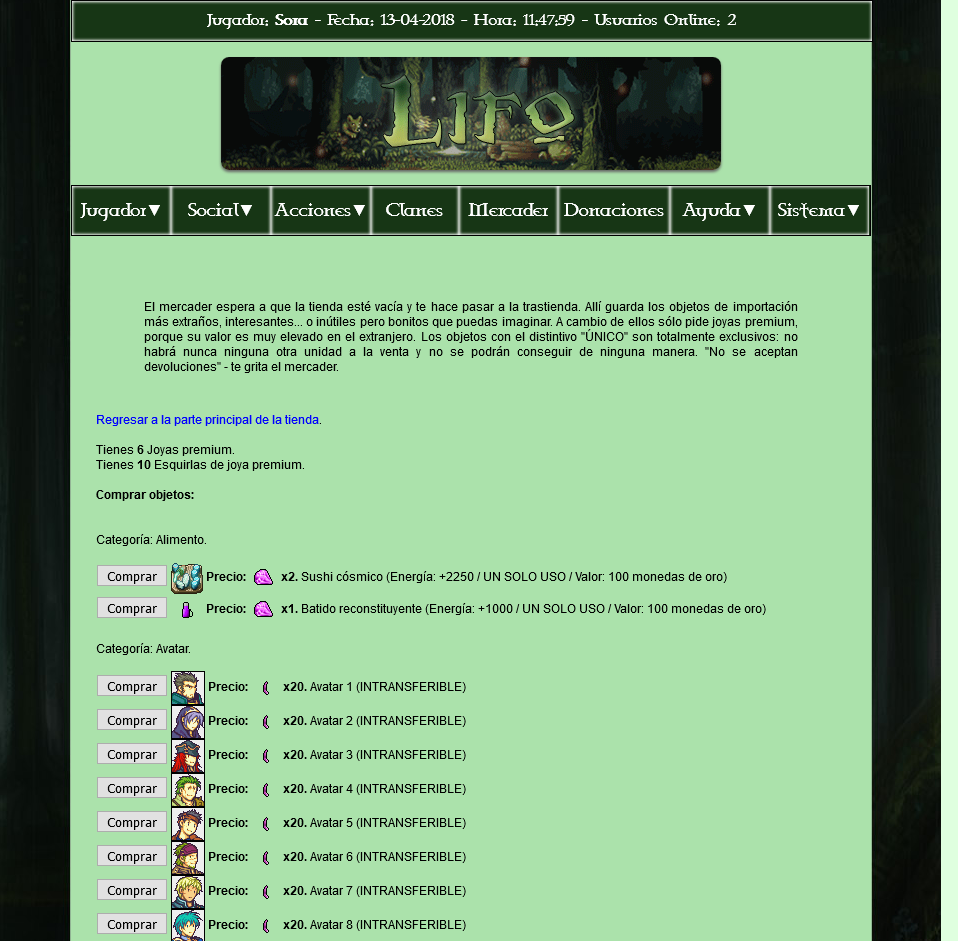 Jugador: Sora - Fecha: 13-04-2018 - Hora: 11:47:59 - Usuarios Online: 2
Lifo
Jugador▼ Social▼ Acciones▼ Clanes Mercader Donaciones Ayuda▼ Sistema▼
El mercader espera a que la tienda esté vacía y te hace pasar a la trastienda. Allí guarda los objetos de importación
más extraños, interesantes... o inútiles pero bonitos que puedas imaginar. A cambio de ellos sólo pide joyas premium,
porque su valor es muy elevado en el extranjero. Los objetos con el distintivo "ÚNICO" son totalmente exclusivos: no
habrá nunca ninguna otra unidad a la venta y no se podrán conseguir de ninguna manera. "No se aceptan
devoluciones" - te grita el mercader.
Regresar a la parte principal de la tienda.
Tienes 6 Joyas premium.
Tienes 10 Esquirlas de joya premium.
Comprar objetos:
Categoría: Alimento.
Comprar Precio: x2. Sushi cósmico (Energía: +2250 / UN SOLO USO / Valor: 100 monedas de oro)
Comprar Precio: x1. Batido reconstituyente (Energía: +1000 / UN SOLO USO / Valor: 100 monedas de oro)
Categoría: Avatar.
Comprar Precio: x20. Avatar 1 (INTRANSFERIBLE)
Comprar Precio: x20. Avatar 2 (INTRANSFERIBLE)
Comprar Precio: x20. Avatar 3 (INTRANSFERIBLE)
Comprar Precio: x20. Avatar 4 (INTRANSFERIBLE)
Comprar Precio: x20. Avatar 5 (INTRANSFERIBLE)
Comprar Precio: x20. Avatar 6 (INTRANSFERIBLE)
Comprar Precio: x20. Avatar 7 (INTRANSFERIBLE)
Comprar Precio: x20. Avatar 8 (INTRANSFERIBLE)